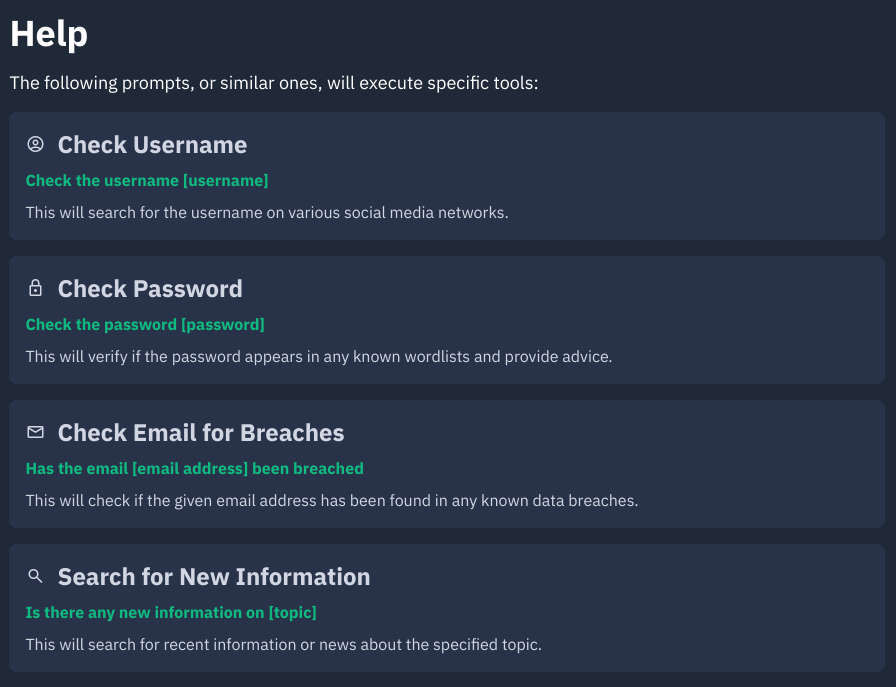 Help
The following prompts, or similar ones, will execute specific tools:
Check Username
Check the username [username]
This will search for the username on various social media networks.
Check Password
Check the password [password]
This will verify if the password appears in any known wordlists and provide advice.
Check Email for Breaches
Has the email [email address] been breached
This will check if the given email address has been found in any known data breaches.
Search for New Information
Is there any new information on [topic]
This will search for recent information or news about the specified topic.